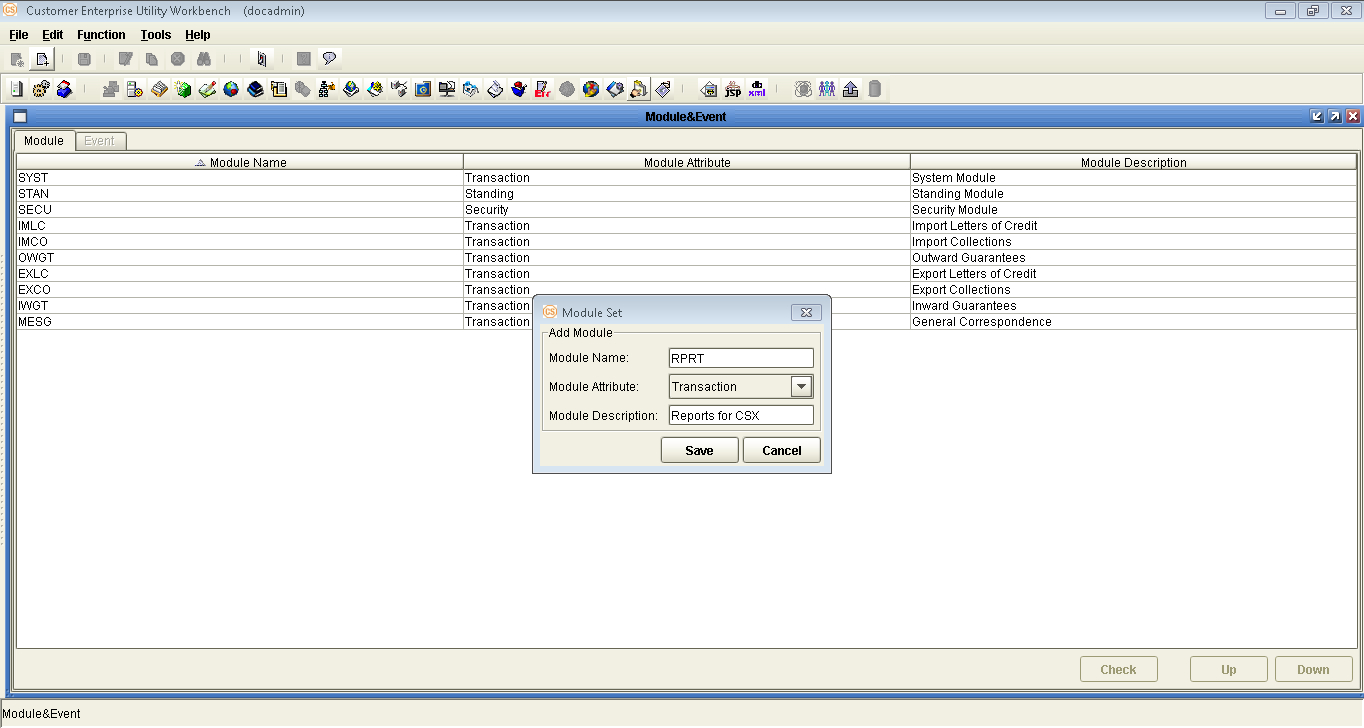 CS Customer Enterprise Utility Workbench (docadmin)
File Edit Function Tools Help
jsp xml
Module&Event
Module Event
Module Name Module Attribute Module Description
SYST Transaction System Module
STAN Standing Standing Module
SECU Security Security Module
IMLC Transaction Import Letters of Credit
IMCO Transaction Import Collections
OWGT Transaction Outward Guarantees
EXLC Transaction Export Letters of Credit
EXCO Transaction Export Collections
IWGT Transaction Inward Guarantees
MESG Transaction General Correspondence
CS Module Set
Add Module
Module Name: RPRT
Module Attribute: Transaction
Module Description: Reports for CSX
Save Cancel
Check Up Down
Module&Event